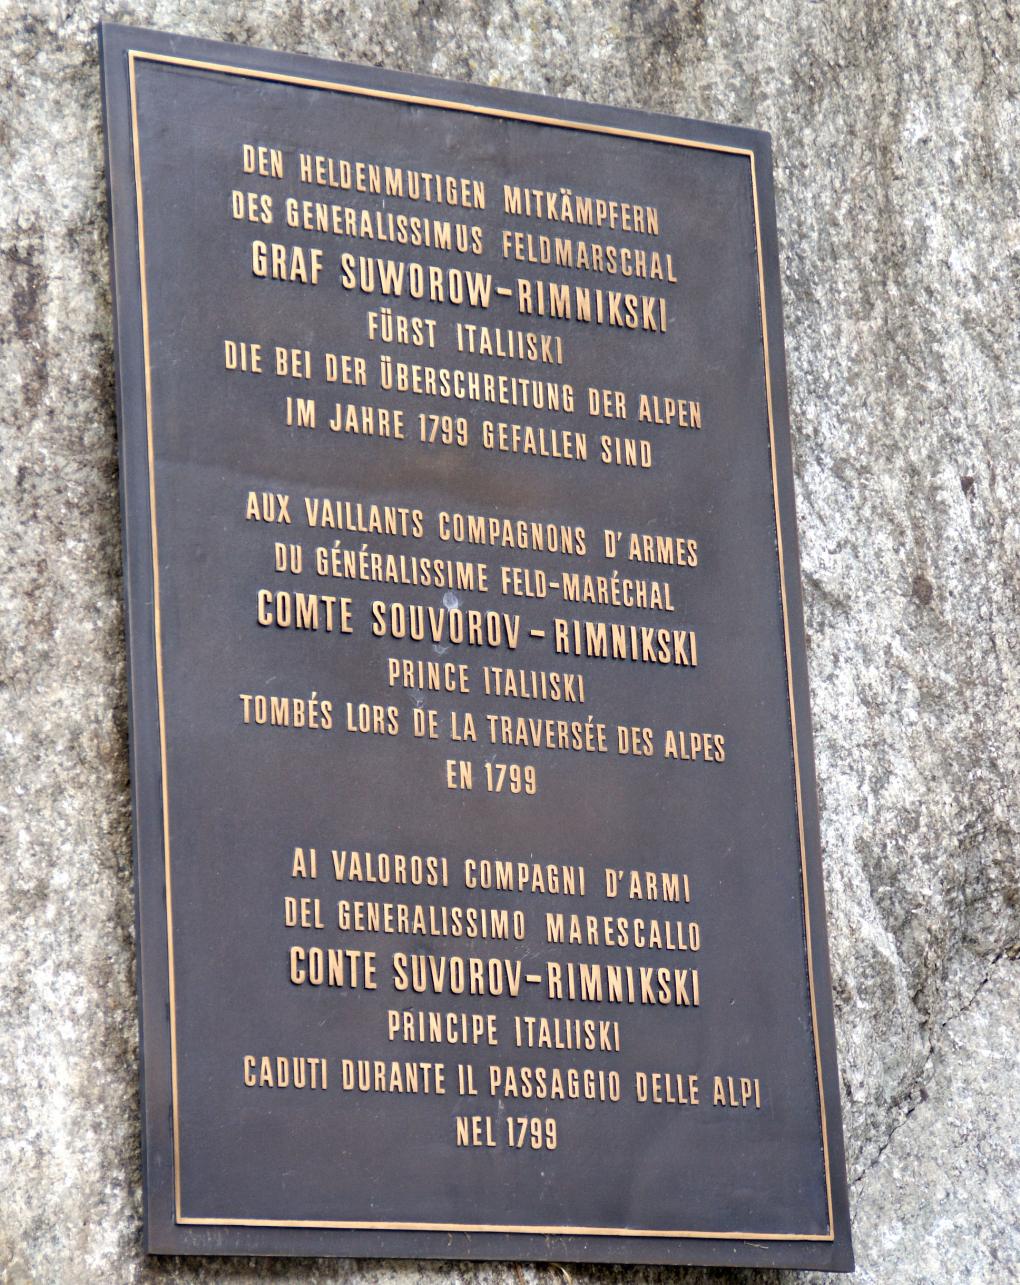 DEN HELDENMUTIGEN MITKÄMPFERN
DES GENERALISSIMUS FELDMARSCHAL
GRAF SUWOROW-RIMNIKSKI
FÜRST ITALIISKI
DIE BEI DER ÜBERSCHREITUNG DER ALPEN
IM JAHRE 1799 GEFALLEN SIND
AUX VAILLANTS COMPAGNONS D'ARMES
DU GÉNÉRALISSIME FELD-MARÉCHAL
COMTE SOUVOROV-RIMNIKSKI
PRINCE ITALIISKI
TOMBÉS LORS DE LA TRAVERSÉE DES ALPES
EN 1799
AI VALOROSI COMPAGNI D'ARMI
DEL GENERALISSIMO MARESCALLO
CONTE SUVOROV-RIMNIKSKI
PRINCIPE ITALIISKI
CADUTI DURANTE IL PASSAGGIO DELLE ALPI
NEL 1799